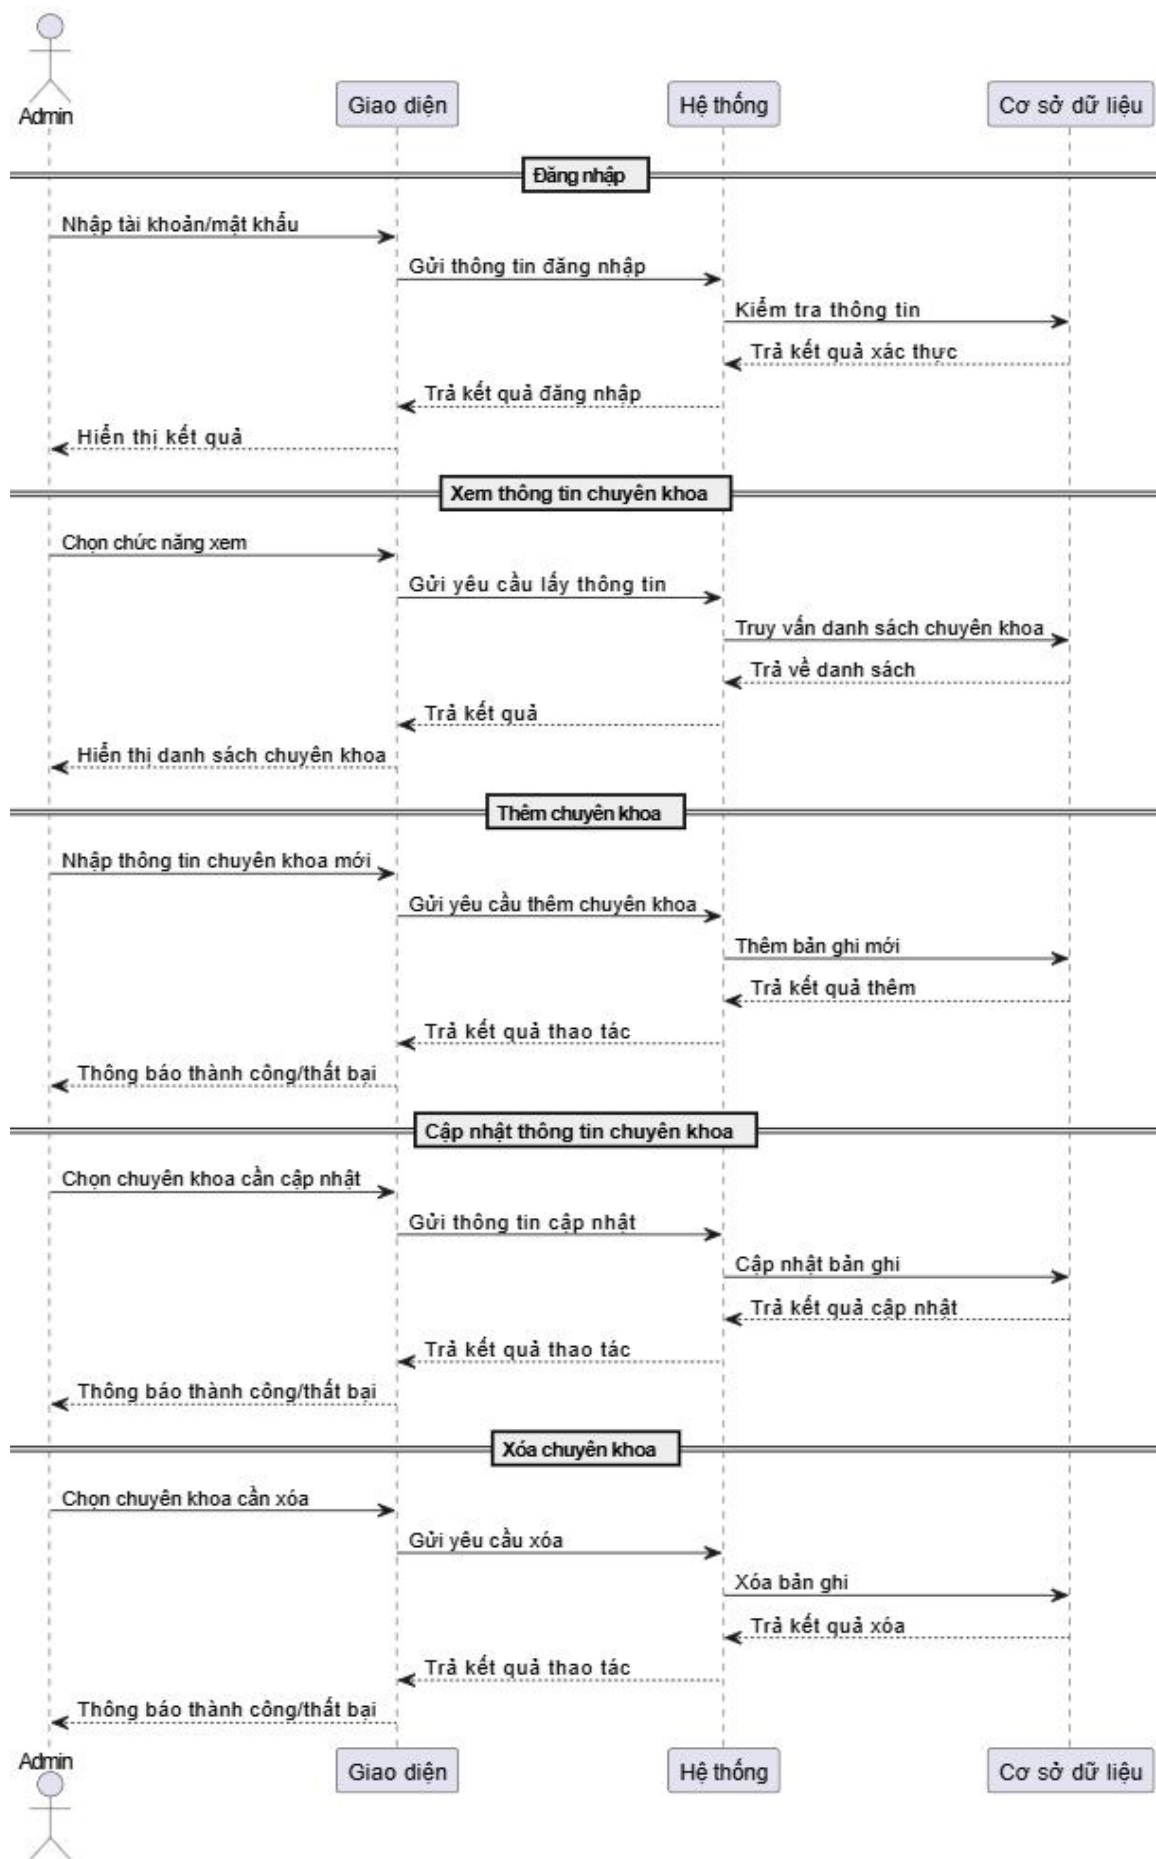 Admin
Giao diện
Hệ thống
Cơ sở dữ liệu
Đăng nhập
Nhập tài khoản/mật khẩu
Gửi thông tin đăng nhập
Kiểm tra thông tin
Trả kết quả xác thực
Trả kết quả đăng nhập
Hiển thị kết quả
Xem thông tin chuyên khoa
Chọn chức năng xem
Gửi yêu cầu lấy thông tin
Truy vấn danh sách chuyên khoa
Trả về danh sách
Trả kết quả
Hiển thị danh sách chuyên khoa
Thêm chuyên khoa
Nhập thông tin chuyên khoa mới
Gửi yêu cầu thêm chuyên khoa
Thêm bản ghi mới
Trả kết quả thêm
Trả kết quả thao tác
Thông báo thành công/thất bại
Cập nhật thông tin chuyên khoa
Chọn chuyên khoa cần cập nhật
Gửi thông tin cập nhật
Cập nhật bản ghi
Trả kết quả cập nhật
Trả kết quả thao tác
Thông báo thành công/thất bại
Xóa chuyên khoa
Chọn chuyên khoa cần xóa
Gửi yêu cầu xóa
Xóa bản ghi
Trả kết quả xóa
Trả kết quả thao tác
Thông báo thành công/thất bại
Admin
Giao diện
Hệ thống
Cơ sở dữ liệu